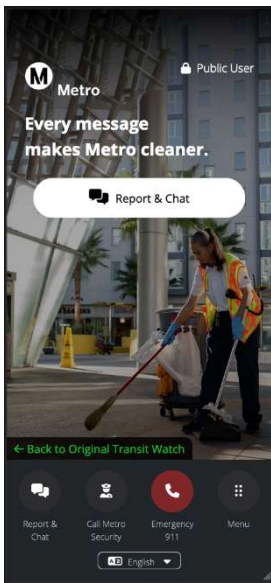 M
Metro
Public User
Every message
makes Metro cleaner.
Report & Chat
← Back to Original Transit Watch
Report &
Chat
Call Metro
Security
Emergency
911
Menu
English